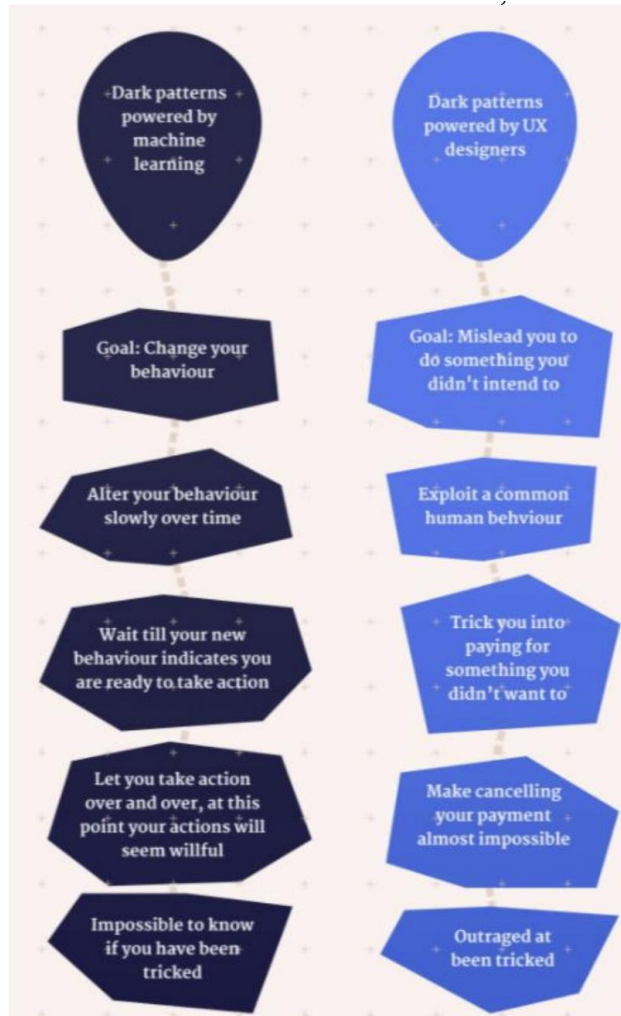 Dark patterns
powered by
machine
learning
Goal: Change your
behaviour
Alter your behaviour
slowly over time
Wait till your new
behaviour indicates you
are ready to take action
Let you take action
over and over, at this
point your actions will
seem willful
Impossible to know
if you have been
tricked
Dark patterns
powered by UX
designers
Goal: Mislead you to
do something you
didn't intend to
Exploit a common
human behviour
Trick you into
paying for
something you
didn't want to
Make cancelling
your payment
almost impossible
Outraged at
been tricked